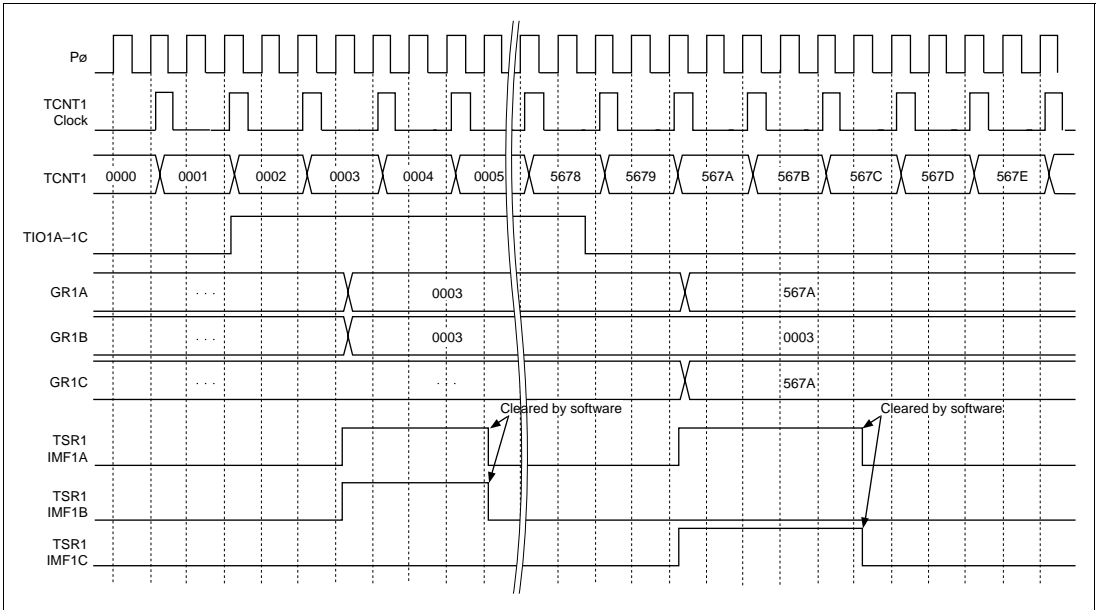 Pø
TCNT1
Clock
TCNT1 0000 0001 0002 0003 0004 0005 5678 5679 567A 567B 567C 567D 567E
TIO1A–1C
GR1A . . . 0003 567A
GR1B . . . 0003 0003
GR1C . . . . . . 567A
Cleared by software Cleared by software
TSR1
IMF1A
TSR1
IMF1B
TSR1
IMF1C